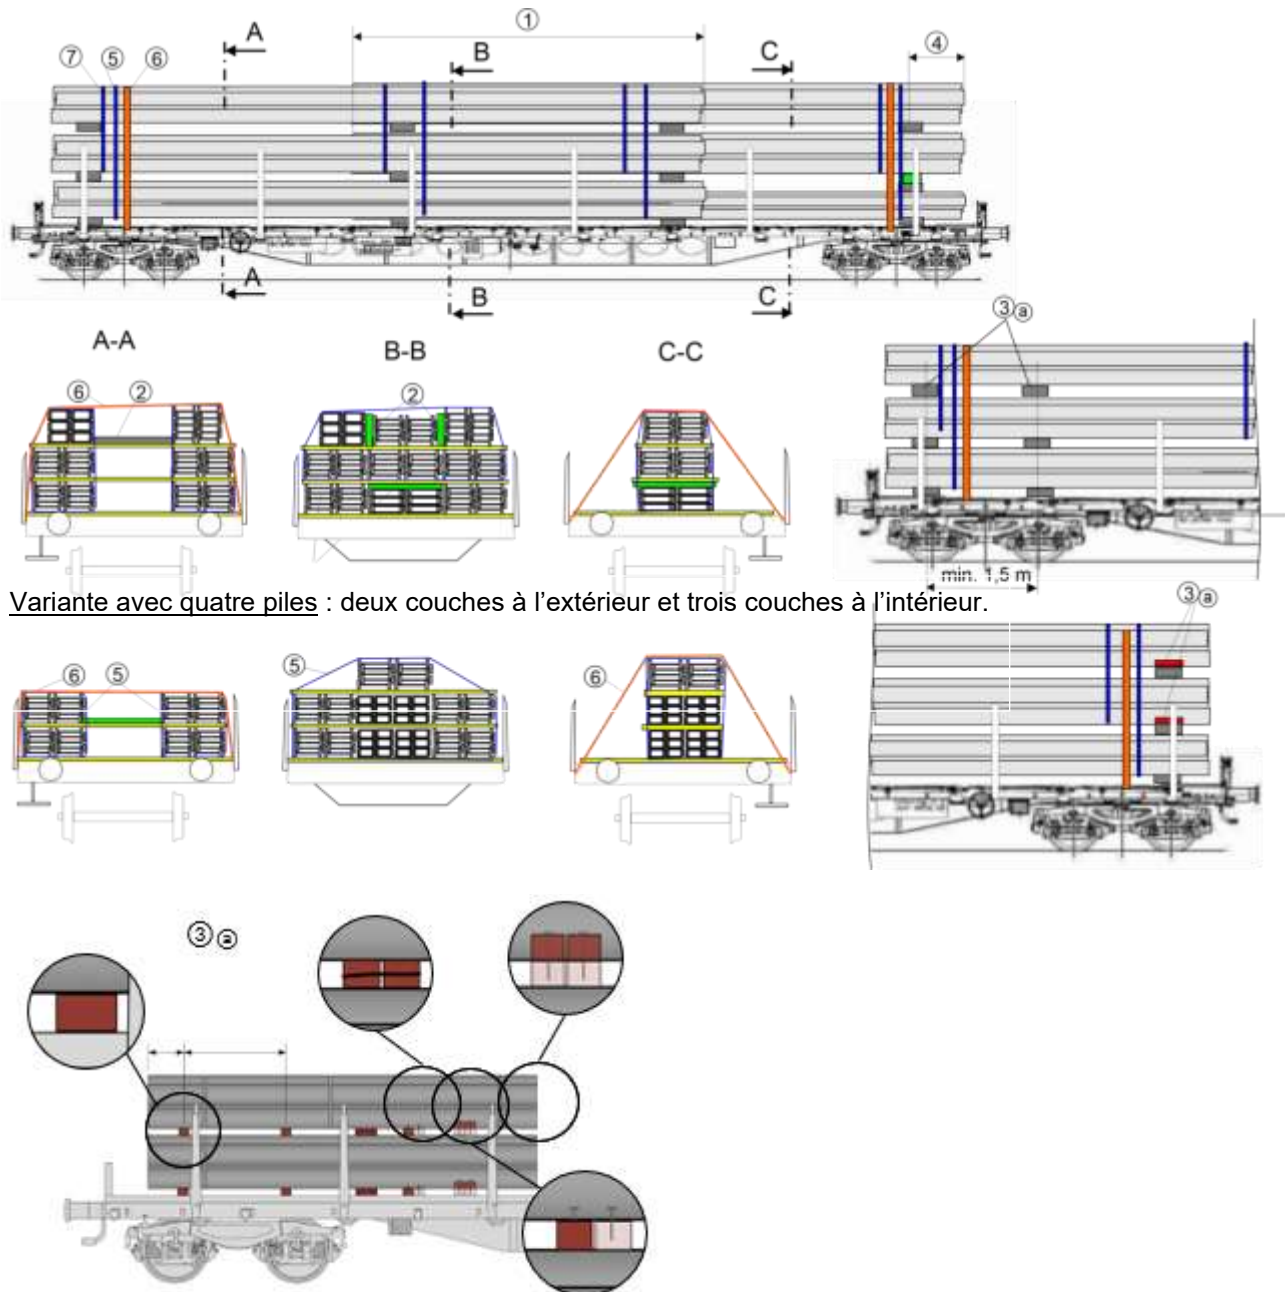 A
①
B
C
④
⑦
⑤
⑥
A
B
C
A-A
B-B
C-C
③ⓐ
⑥
②
②
min. 1,5 m
Variante avec quatre piles : deux couches à l’extérieur et trois couches à l’intérieur.
③ⓐ
⑥
⑤
⑤
⑥
③ⓐ